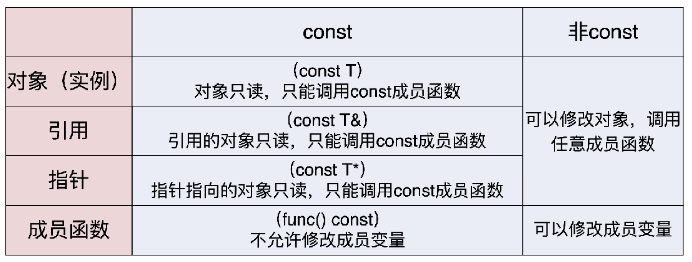 const
非const
对象（实例）
(const T)
对象只读，只能调用const成员函数
引用
(const T&)
引用的对象只读，只能调用const成员函数
可以修改对象，调用
任意成员函数
指针
(const T*)
指针指向的对象只读，只能调用const成员函数
成员函数
(func() const)
不允许修改成员变量
可以修改成员变量